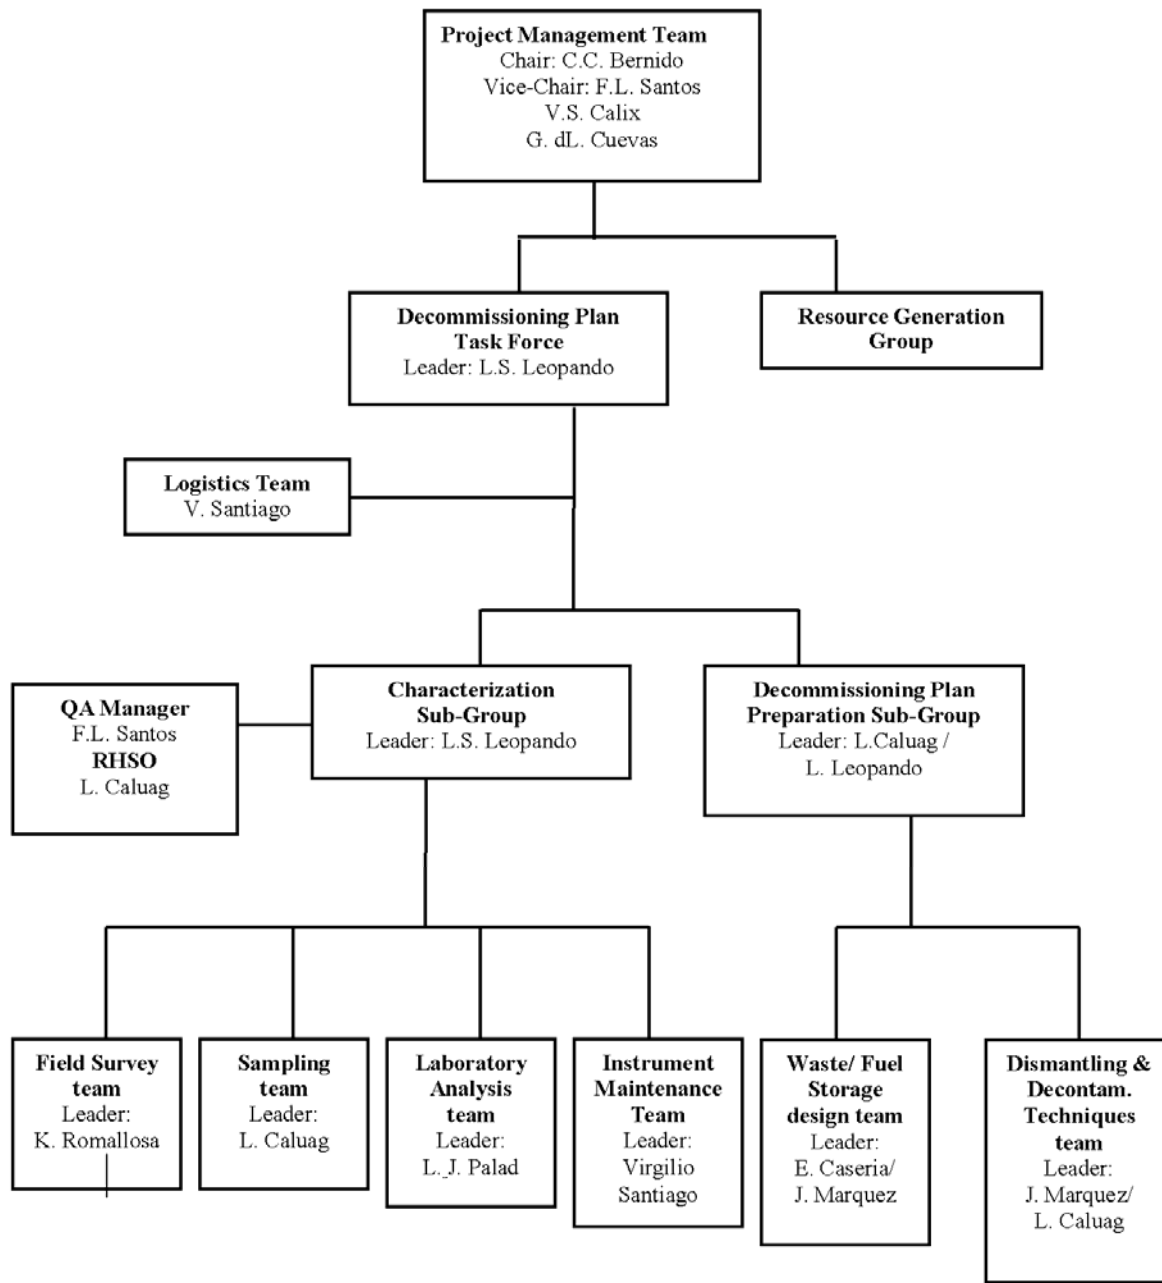 Project Management Team
Chair: C.C. Bernido
Vice-Chair: F.L. Santos
V.S. Calix
G. dL. Cuevas
Decommissioning Plan
Task Force
Leader: L.S. Leopando
Resource Generation
Group
Logistics Team
V. Santiago
QA Manager
F.L. Santos
RHSO
L. Caluag
Characterization
Sub-Group
Leader: L.S. Leopando
Decommissioning Plan
Preparation Sub-Group
Leader: L.Caluag /
L. Leopando
Field Survey
team
Leader:
K. Romallosa
Sampling
team
Leader:
L. Caluag
Laboratory
Analysis
team
Leader:
L. J. Palad
Instrument
Maintenance
Team
Leader:
Virgilio
Santiago
Waste/ Fuel
Storage
design team
Leader:
E. Caseria/
J. Marquez
Dismantling &
Decontam.
Techniques
team
Leader:
J. Marquez/
L. Caluag